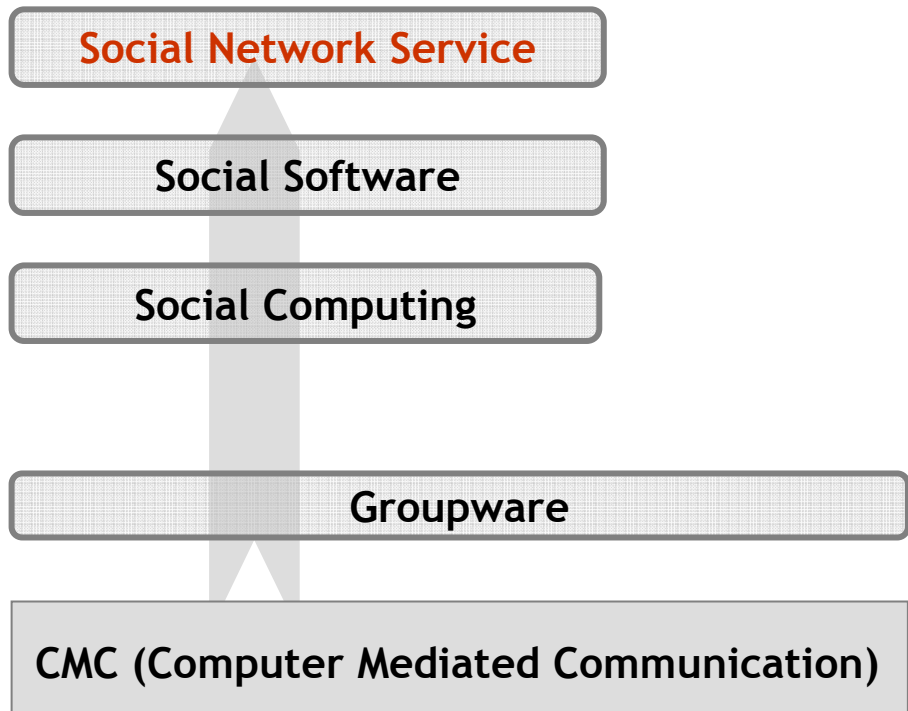 Social Network Service
Social Software
Social Computing
Groupware
CMC (Computer Mediated Communication)